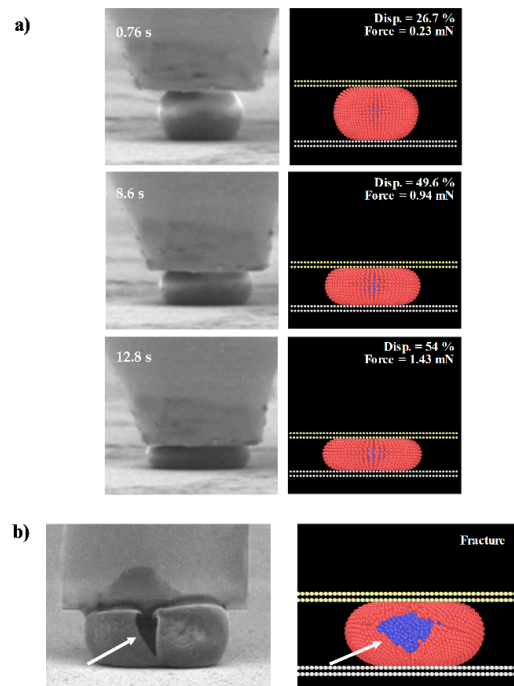 a)
0.76 s
Disp. = 26.7 %
Force = 0.23 mN
8.6 s
Disp. = 49.6 %
Force = 0.94 mN
12.8 s
Disp. = 54 %
Force = 1.43 mN
b)
Fracture